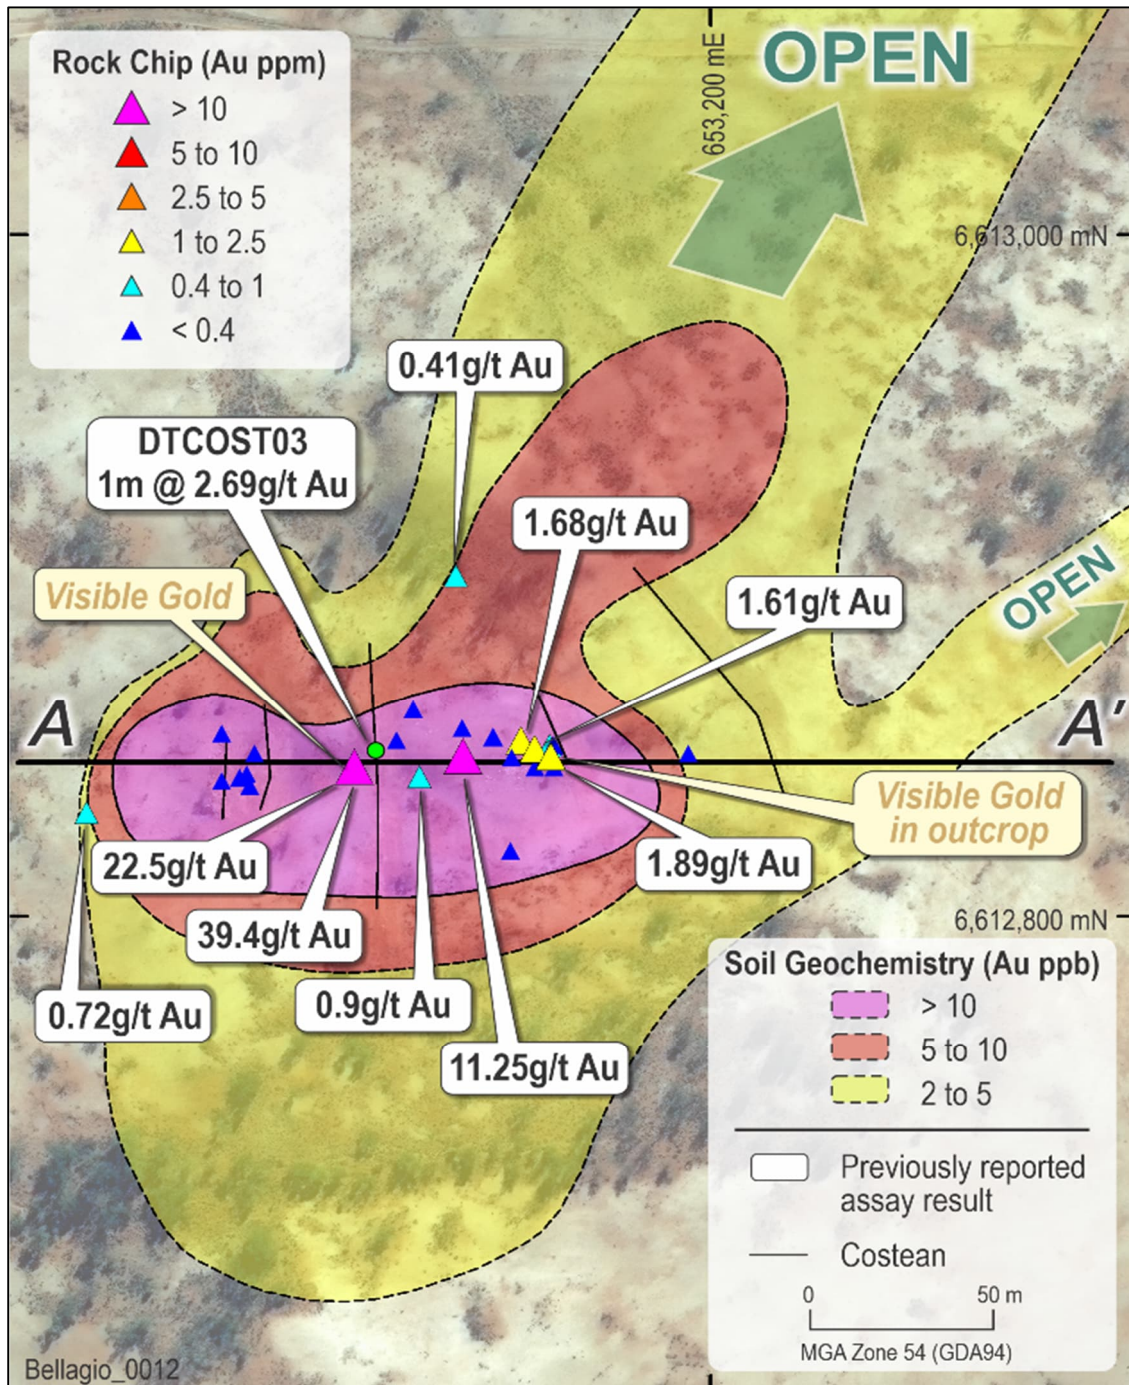 Rock Chip (Au ppm)
> 10
5 to 10
2.5 to 5
1 to 2.5
0.4 to 1
< 0.4
OPEN
653,200 mE
6,613,000 mN
0.41g/t Au
DTCOST03
1m @ 2.69g/t Au
1.68g/t Au
Visible Gold
1.61g/t Au
OPEN
A
A'
Visible Gold
in outcrop
22.5g/t Au
1.89g/t Au
39.4g/t Au
6,612,800 mN
0.72g/t Au
0.9g/t Au
11.25g/t Au
Soil Geochemistry (Au ppb)
> 10
5 to 10
2 to 5
Previously reported
assay result
Costean
0 50 m
MGA Zone 54 (GDA94)
Bellagio_0012